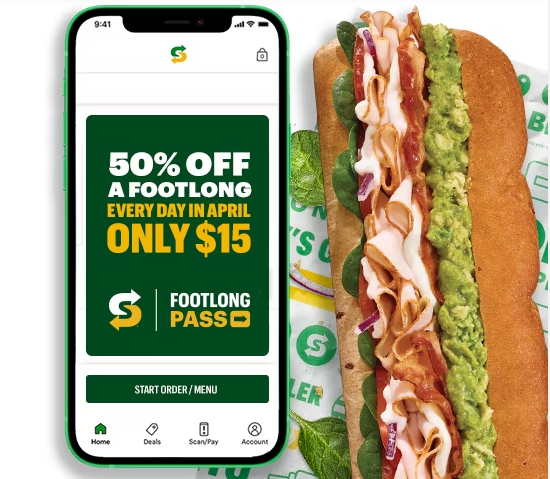 9:41
50% OFF
A FOOTLONG
EVERY DAY IN APRIL
ONLY $15
FOOTLONG
PASS
START ORDER / MENU
Home
Deals
Scan/Pay
Account